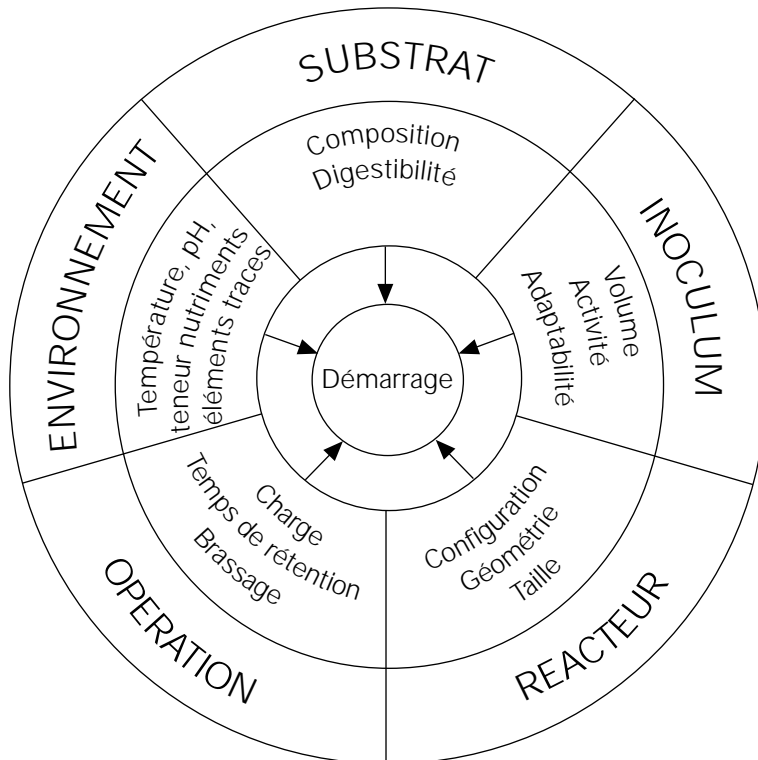 SUBSTRAT
Composition
Digestibilité
INOCULUM
Volume
Activité
Adaptabilité
REACTEUR
Configuration
Géométrie
Taille
OPERATION
Charge
Temps de rétention
Brassage
ENVIRONNEMENT
Température, pH,
teneur nutriments
éléments traces
Démarrage